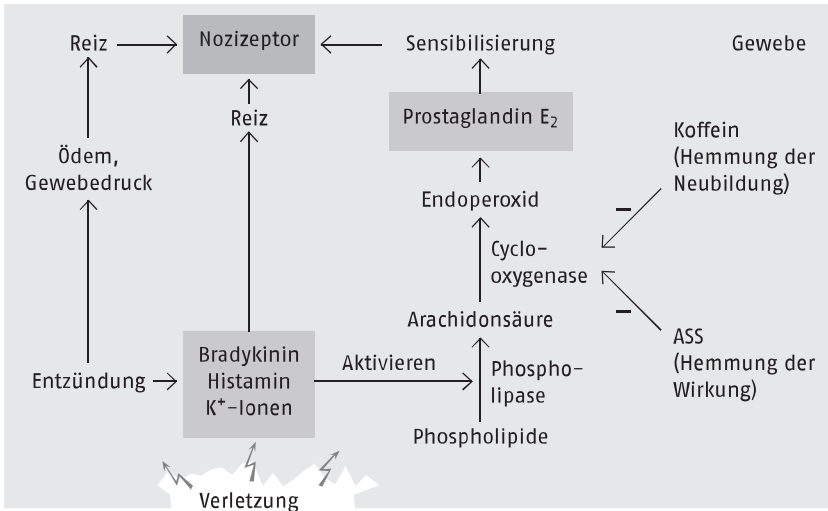 Reiz
Nozizeptor
Sensibilisierung
Gewebe
Reiz
Prostaglandin E₂
Koffein
(Hemmung der
Neubildung)
Ödem,
Gewebedruck
Endoperoxid
–
Cyclo-
oxygenase
Arachidonsäure
–
ASS
(Hemmung der
Wirkung)
Entzündung
Bradykinin
Histamin
K⁺-Ionen
Aktivieren
Phospho-
lipase
Phospholipide
Verletzung